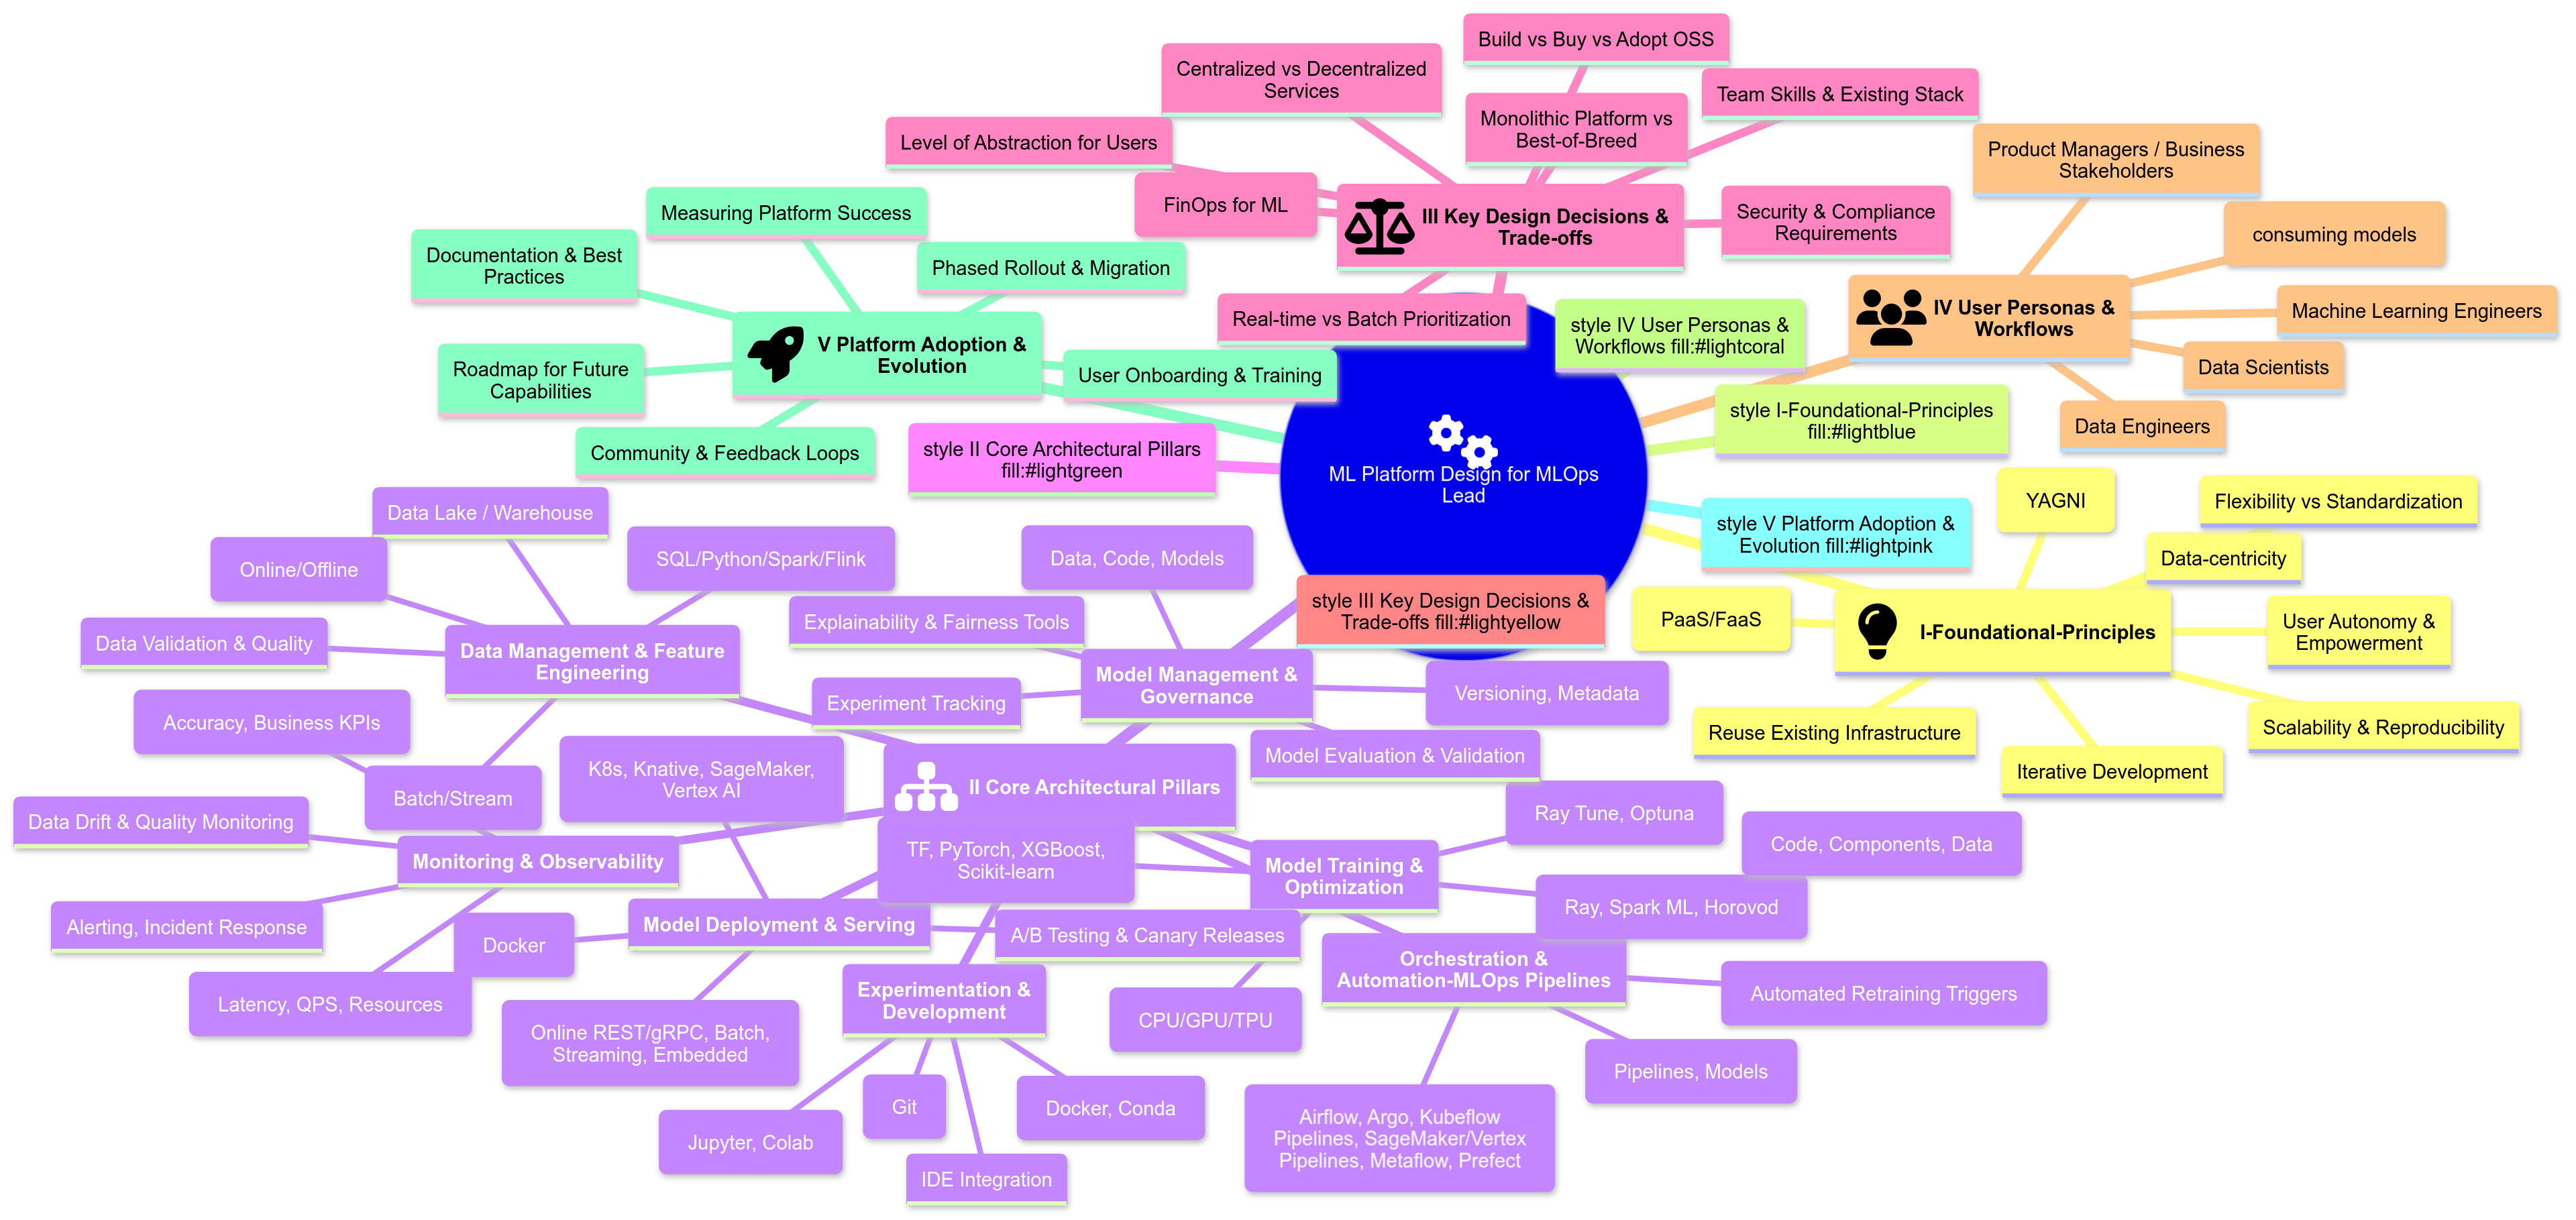 Build vs Buy vs Adopt OSS
Centralized vs Decentralized
Services
Team Skills & Existing Stack
Monolithic Platform vs
Best-of-Breed
Level of Abstraction for Users
FinOps for ML
III Key Design Decisions &
Trade-offs
Security & Compliance
Requirements
Real-time vs Batch Prioritization
Product Managers / Business
Stakeholders
consuming models
IV User Personas &
Workflows
Machine Learning Engineers
Data Scientists
Data Engineers
Measuring Platform Success
Documentation & Best
Practices
Phased Rollout & Migration
V Platform Adoption &
Evolution
Roadmap for Future
Capabilities
User Onboarding & Training
Community & Feedback Loops
style IV User Personas &
Workflows fill:#lightcoral
style I-Foundational-Principles
fill:#lightblue
style II Core Architectural Pillars
fill:#lightgreen
ML Platform Design for MLOps
Lead
style V Platform Adoption &
Evolution fill:#lightpink
style III Key Design Decisions &
Trade-offs fill:#lightyellow
YAGNI
Flexibility vs Standardization
Data-centricity
PaaS/FaaS
I-Foundational-Principles
User Autonomy &
Empowerment
Reuse Existing Infrastructure
Scalability & Reproducibility
Iterative Development
Data Lake / Warehouse
Online/Offline
SQL/Python/Spark/Flink
Data Validation & Quality
Data Management & Feature
Engineering
Batch/Stream
Data, Code, Models
Explainability & Fairness Tools
Model Management &
Governance
Experiment Tracking
Versioning, Metadata
Model Evaluation & Validation
II Core Architectural Pillars
Accuracy, Business KPIs
Data Drift & Quality Monitoring
Monitoring & Observability
Alerting, Incident Response
Latency, QPS, Resources
K8s, Knative, SageMaker,
Vertex AI
Model Deployment & Serving
Docker
A/B Testing & Canary Releases
Online REST/gRPC, Batch,
Streaming, Embedded
TF, PyTorch, XGBoost,
Scikit-learn
Model Training &
Optimization
Ray Tune, Optuna
Ray, Spark ML, Horovod
CPU/GPU/TPU
Code, Components, Data
Orchestration &
Automation-MLOps Pipelines
Automated Retraining Triggers
Pipelines, Models
Airflow, Argo, Kubeflow
Pipelines, SageMaker/Vertex
Pipelines, Metaflow, Prefect
Experimentation &
Development
Jupyter, Colab
Git
Docker, Conda
IDE Integration